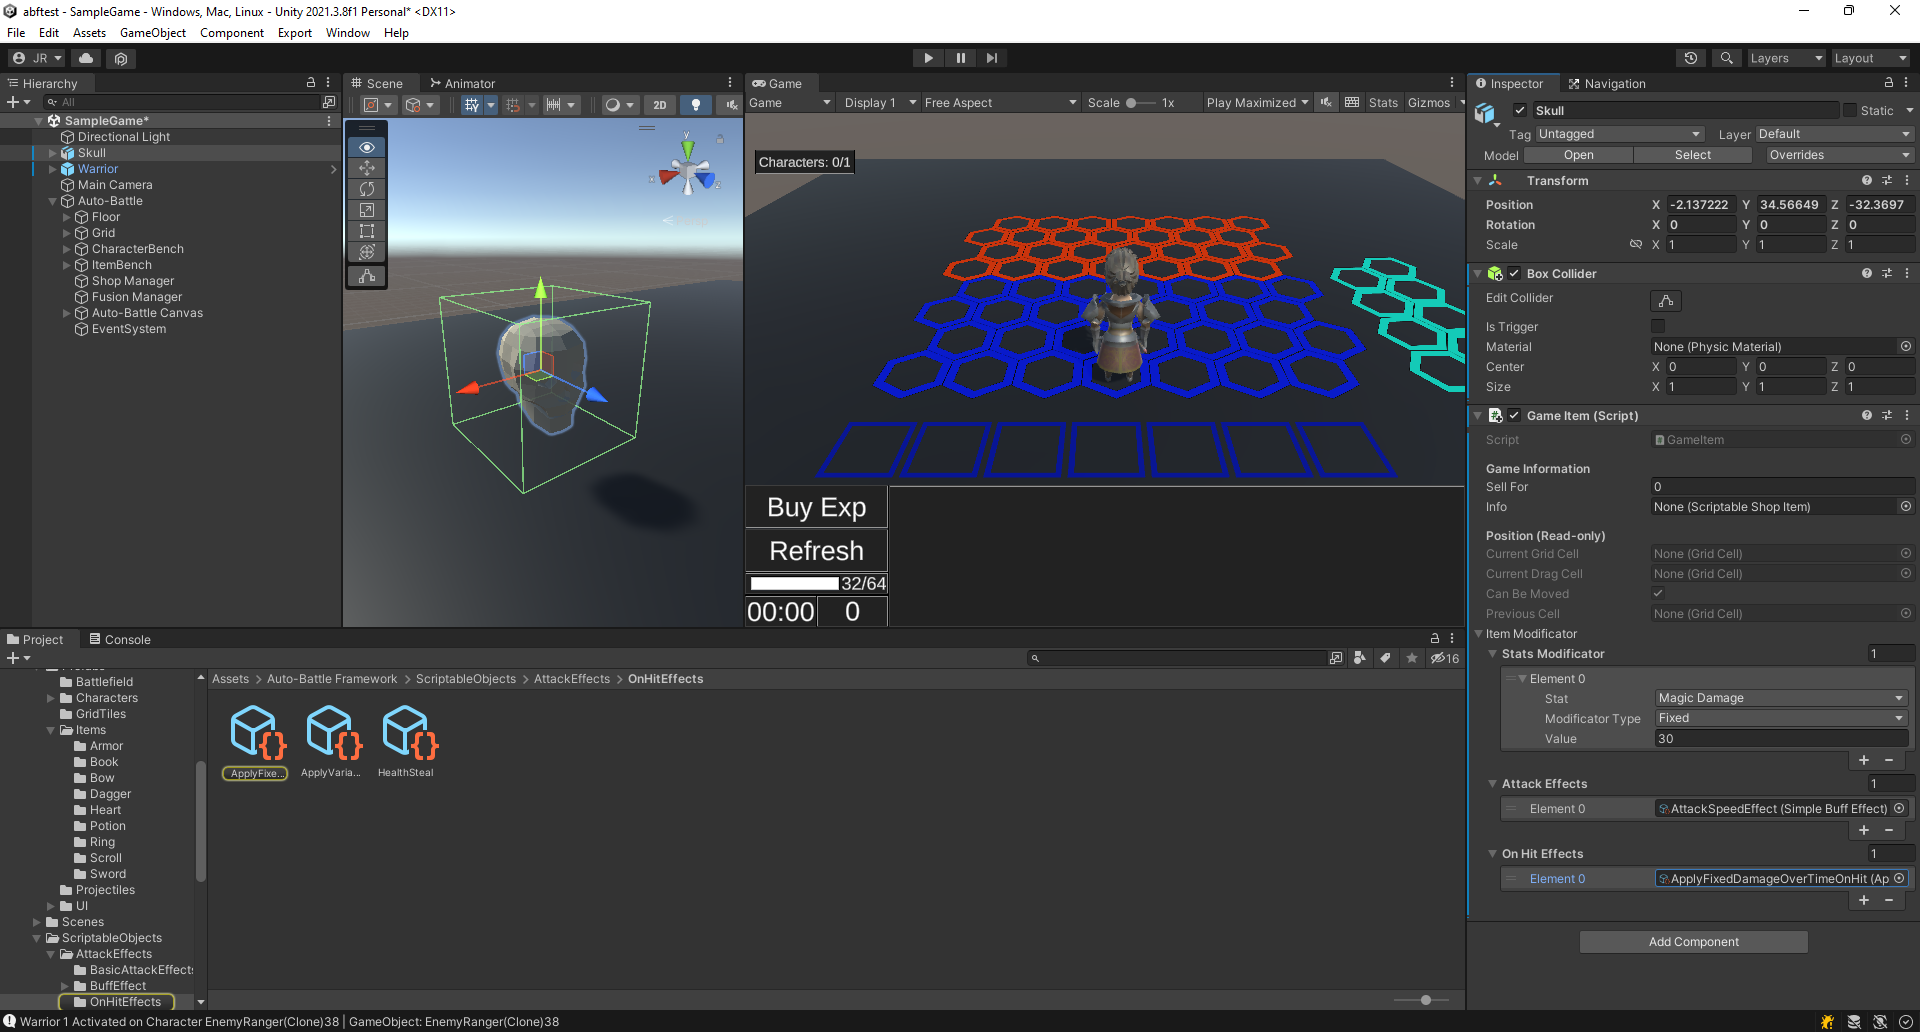 abftest - SampleGame - Windows, Mac, Linux - Unity 2021.3.8f1 Personal* <DX11>
File Edit Assets GameObject Component Export Window Help
JR Layers Layout
Hierarchy
All
SampleGame*
Directional Light
Skull
Warrior
Main Camera
Auto-Battle
Floor
Grid
CharacterBench
ItemBench
Shop Manager
Fusion Manager
Auto-Battle Canvas
EventSystem
Scene Animator
2D
y
x
z
Game
Game Display 1 Free Aspect Scale 1x Play Maximized Stats Gizmos
Characters: 0/1
Buy Exp
Refresh
32/64
00:00 0
Inspector Navigation
Skull Static
Tag Untagged Layer Default
Model Open Select Overrides
Transform
Position X -2.137222 Y 34.56649 Z -32.3697
Rotation X 0 Y 0 Z 0
Scale X 1 Y 1 Z 1
Box Collider
Edit Collider
Is Trigger
Material None (Physic Material)
Center X 0 Y 0 Z 0
Size X 1 Y 1 Z 1
Game Item (Script)
Script GameItem
Game Information
Sell For 0
Info None (Scriptable Shop Item)
Position (Read-only)
Current Grid Cell None (Grid Cell)
Current Drag Cell None (Grid Cell)
Can Be Moved
Previous Cell None (Grid Cell)
Item Modificator
Stats Modificator 1
Element 0
Stat Magic Damage
Modificator Type Fixed
Value 30
Attack Effects 1
Element 0 AttackSpeedEffect (Simple Buff Effect)
On Hit Effects 1
Element 0 ApplyFixedDamageOverTimeOnHit (Ap
Add Component
Project Console
16
Battlefield
Characters
GridTiles
Items
Armor
Book
Bow
Dagger
Heart
Potion
Ring
Scroll
Sword
Projectiles
UI
Scenes
ScriptableObjects
AttackEffects
BasicAttackEffects
BuffEffect
OnHitEffects
Assets > Auto-Battle Framework > ScriptableObjects > AttackEffects > OnHitEffects
ApplyFixe... ApplyVaria... HealthSteal
Warrior 1 Activated on Character EnemyRanger(Clone)38 | GameObject: EnemyRanger(Clone)38